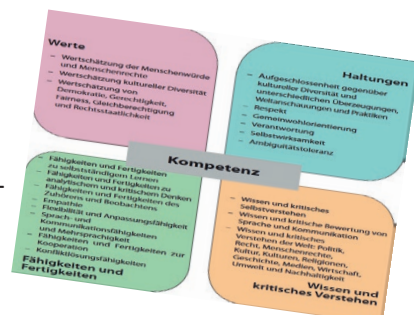 Werte
– Wertschätzung der Menschenwürde
und Menschenrechte
– Wertschätzung kultureller Diversität
– Wertschätzung von
Demokratie, Gerechtigkeit,
Fairness, Gleichberechtigung
und Rechtsstaatlichkeit
Haltungen
– Aufgeschlossenheit gegenüber
kultureller Diversität und
unterschiedlichen Überzeugungen,
Weltanschauungen und Praktiken
– Respekt
– Gemeinwohlorientierung
– Verantwortung
– Selbstwirksamkeit
– Ambiguitätstoleranz
Kompetenz
– Fähigkeiten und Fertigkeiten
zu selbstständigem Lernen
– Fähigkeiten und Fertigkeiten zu
analytischem und kritischem Denken
– Fähigkeiten und Fertigkeiten des
Zuhörens und Beobachtens
– Empathie
– Flexibilität und Anpassungsfähigkeit
– Sprach- und
Kommunikationsfähigkeiten
und Mehrsprachigkeit
– Fähigkeiten und Fertigkeiten zur
Kooperation
– Konfliktlösungsfähigkeiten
Fähigkeiten und
Fertigkeiten
– Wissen und kritisches
Selbstverstehen
– Wissen und kritische Bewertung von
Sprache und Kommunikation
– Wissen und kritisches
Verstehen der Welt: Politik,
Recht, Menschenrechte,
Kultur, Kulturen, Religionen,
Geschichte, Medien, Wirtschaft,
Umwelt und Nachhaltigkeit
Wissen und
kritisches Verstehen